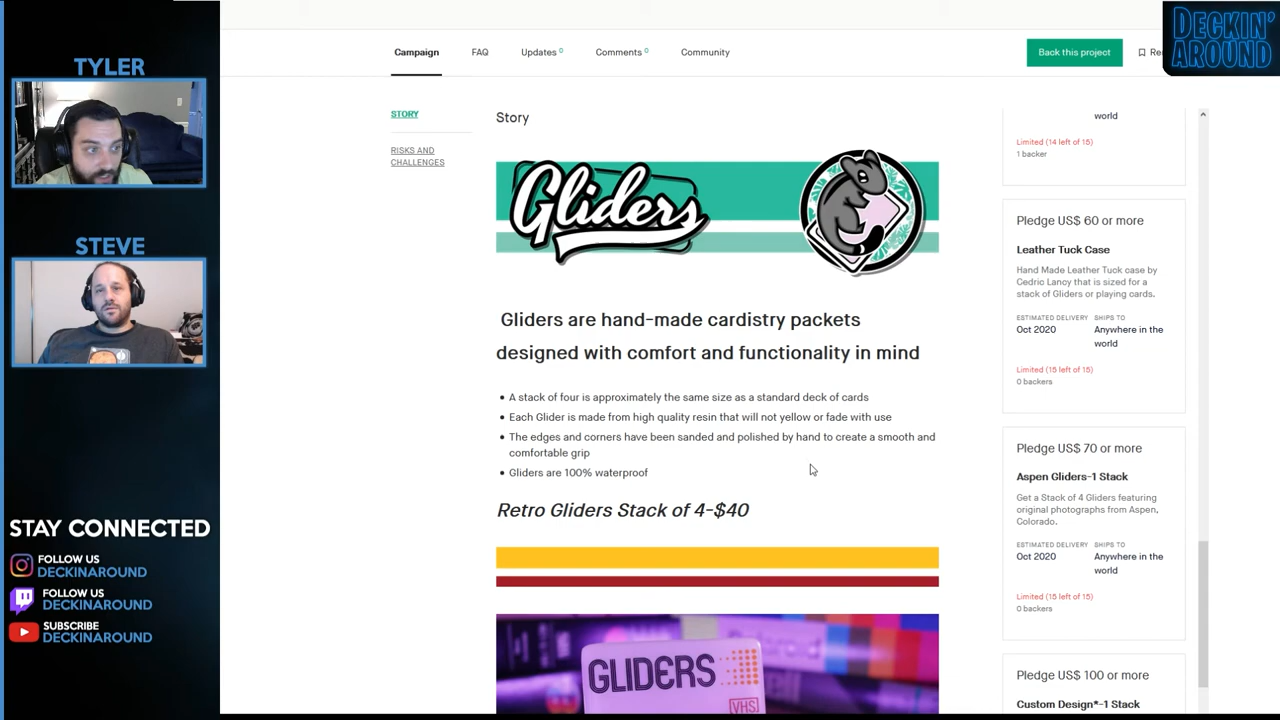 TYLER
STEVE
STAY CONNECTED
FOLLOW US
DECKINAROUND
FOLLOW US
DECKINAROUND
SUBSCRIBE
DECKINAROUND
Campaign
FAQ
Updates 0
Comments 0
Community
Back this project
DECKIN'
AROUND
STORY
RISKS AND
CHALLENGES
Story
Gliders
Gliders are hand-made cardistry packets
designed with comfort and functionality in mind
• A stack of four is approximately the same size as a standard deck of cards
• Each Glider is made from high quality resin that will not yellow or fade with use
• The edges and corners have been sanded and polished by hand to create a smooth and
comfortable grip
• Gliders are 100% waterproof
Retro Gliders Stack of 4-$40
GLIDERS
VHS
world
Limited (14 left of 15)
1 backer
Pledge US$ 60 or more
Leather Tuck Case
Hand Made Leather Tuck case by
Cedric Lancy that is sized for a
stack of Gliders or playing cards.
ESTIMATED DELIVERY SHIPS TO
Oct 2020 Anywhere in the
world
Limited (15 left of 15)
0 backers
Pledge US$ 70 or more
Aspen Gliders-1 Stack
Get a Stack of 4 Gliders featuring
original photographs from Aspen,
Colorado.
ESTIMATED DELIVERY SHIPS TO
Oct 2020 Anywhere in the
world
Limited (15 left of 15)
0 backers
Pledge US$ 100 or more
Custom Design*-1 Stack